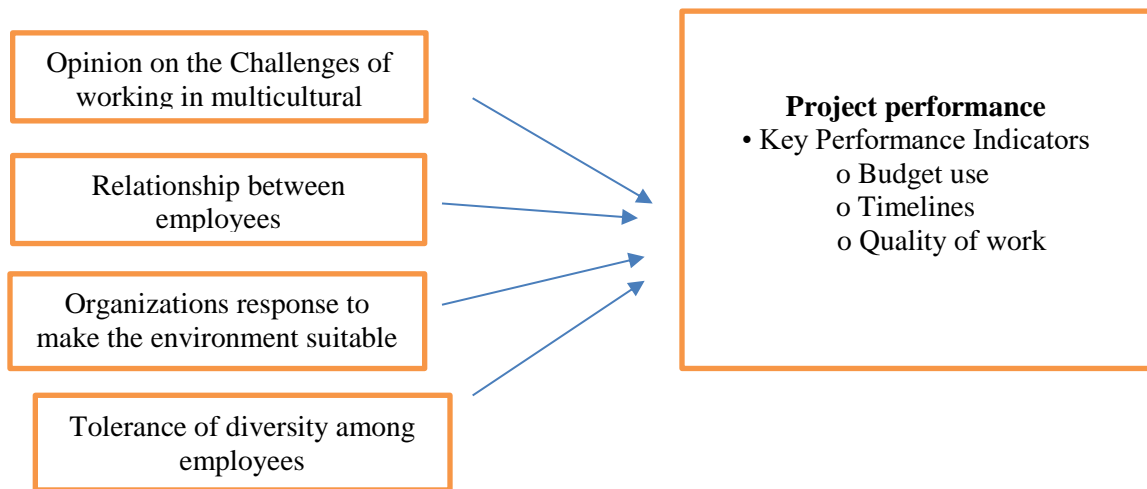 Opinion on the Challenges of
working in multicultural
Relationship between
employees
Organizations response to
make the environment suitable
Tolerance of diversity among
employees
Project performance
• Key Performance Indicators
o Budget use
o Timelines
o Quality of work